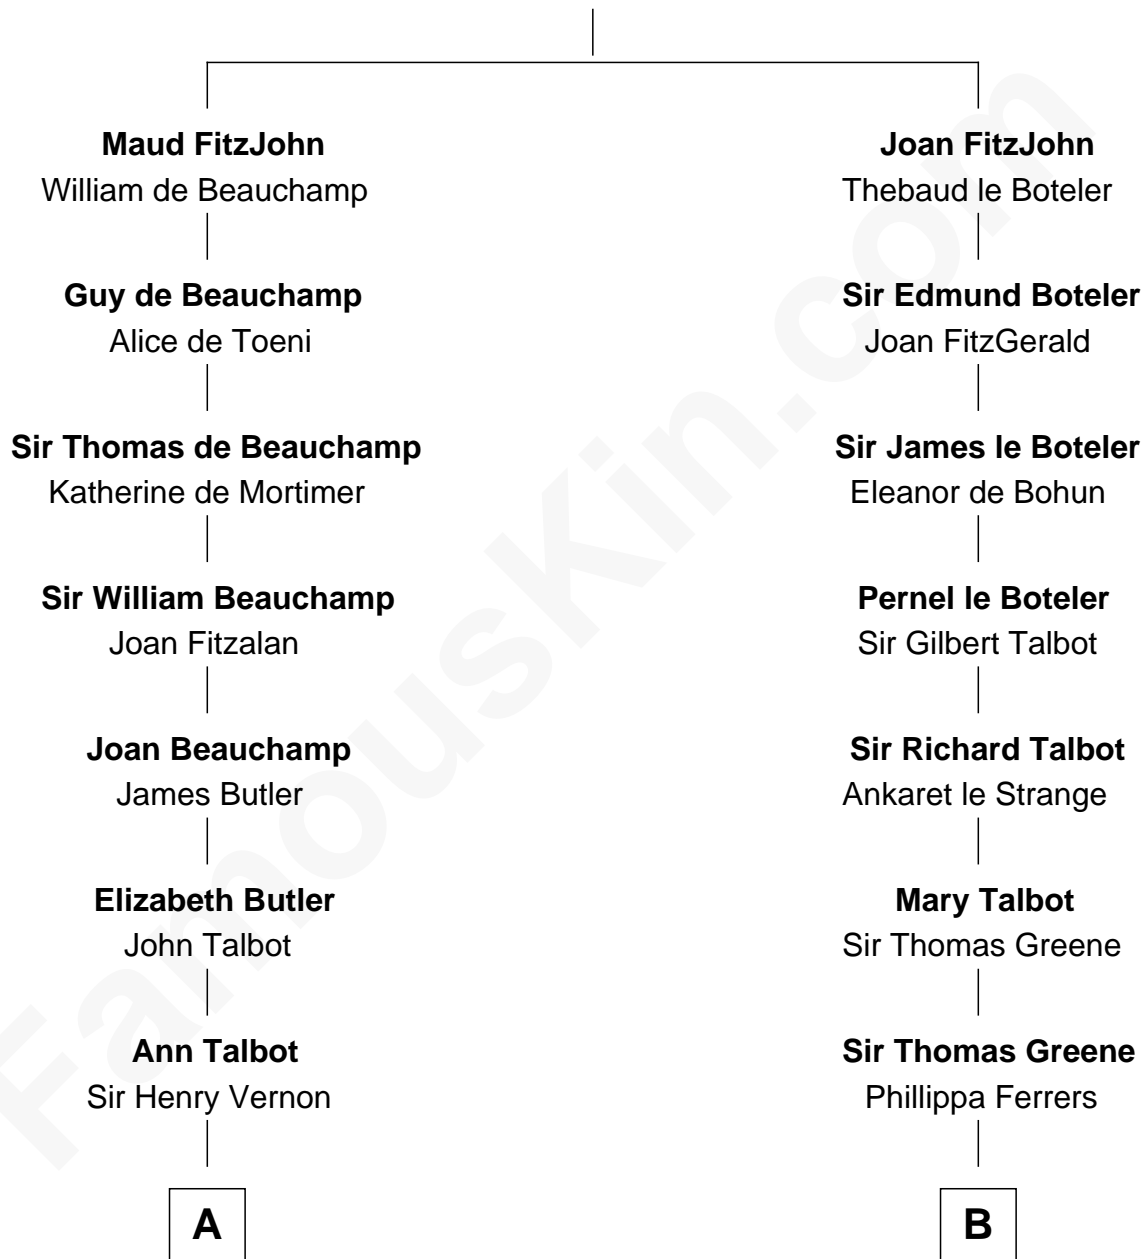 Maud FitzJohn
William de Beauchamp
Guy de Beauchamp
Alice de Toeni
Sir Thomas de Beauchamp
Katherine de Mortimer
Sir William Beauchamp
Joan Fitzalan
Joan Beauchamp
James Butler
Elizabeth Butler
John Talbot
Ann Talbot
Sir Henry Vernon
A
Joan FitzJohn
Thebaud le Boteler
Sir Edmund Boteler
Joan FitzGerald
Sir James le Boteler
Eleanor de Bohun
Pernel le Boteler
Sir Gilbert Talbot
Sir Richard Talbot
Ankaret le Strange
Mary Talbot
Sir Thomas Greene
Sir Thomas Greene
Phillippa Ferrers
B
FamousKin.com